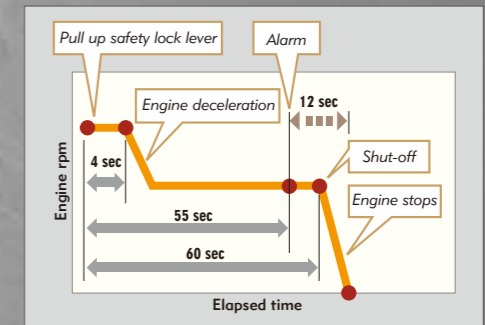 Pull up safety lock lever
Alarm
12 sec
Engine deceleration
4 sec
Shut-off
Engine stops
55 sec
60 sec
Engine rpm
Elapsed time